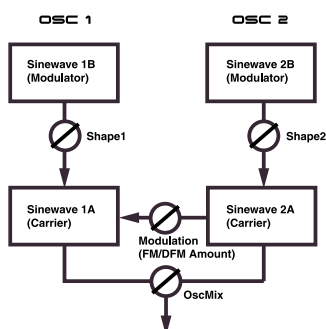 OSC 1
OSC 2
Sinewave 1B
(Modulator)
Sinewave 2B
(Modulator)
Shape1
Shape2
Sinewave 1A
(Carrier)
Sinewave 2A
(Carrier)
Modulation
(FM/DFM Amount)
OscMix